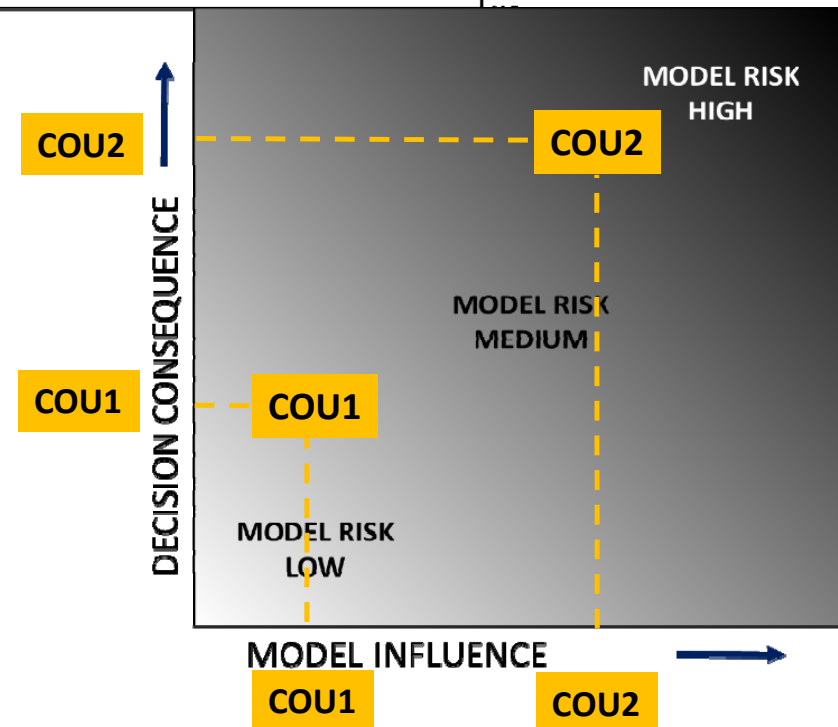 MODEL RISK
HIGH
COU2
COU2
MODEL RISK
MEDIUM
DECISION CONSEQUENCE
COU1
COU1
MODEL RISK
LOW
MODEL INFLUENCE
COU1
COU2